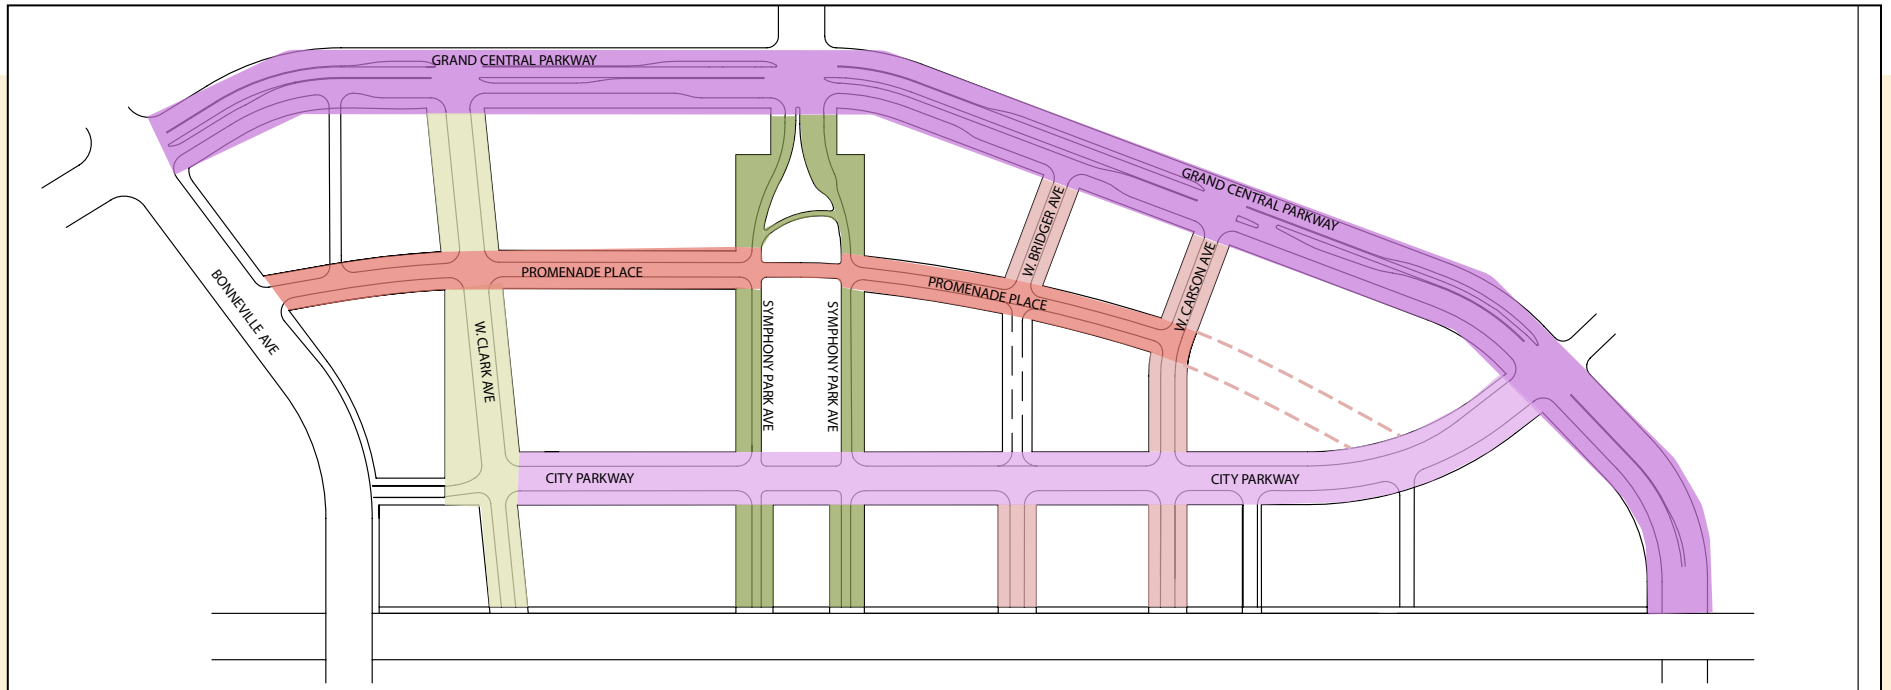 GRAND CENTRAL PARKWAY
GRAND CENTRAL PARKWAY
W. BRIDGER AVE
W. CARSON AVE
PROMENADE PLACE
PROMENADE PLACE
BONNEVILLE AVE
W. CLARK AVE
SYMPHONY PARK AVE
SYMPHONY PARK AVE
CITY PARKWAY
CITY PARKWAY